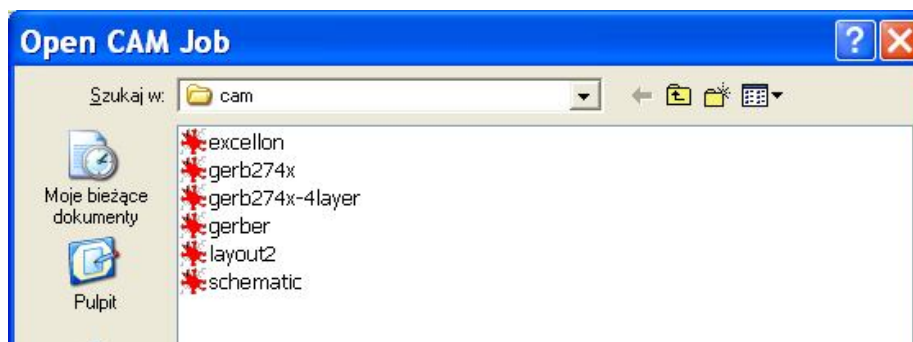 Open CAM Job
Szukaj w: cam
excellon
gerb274x
gerb274x-4layer
gerber
layout2
schematic
Moje bieżące
dokumenty
Pulpit